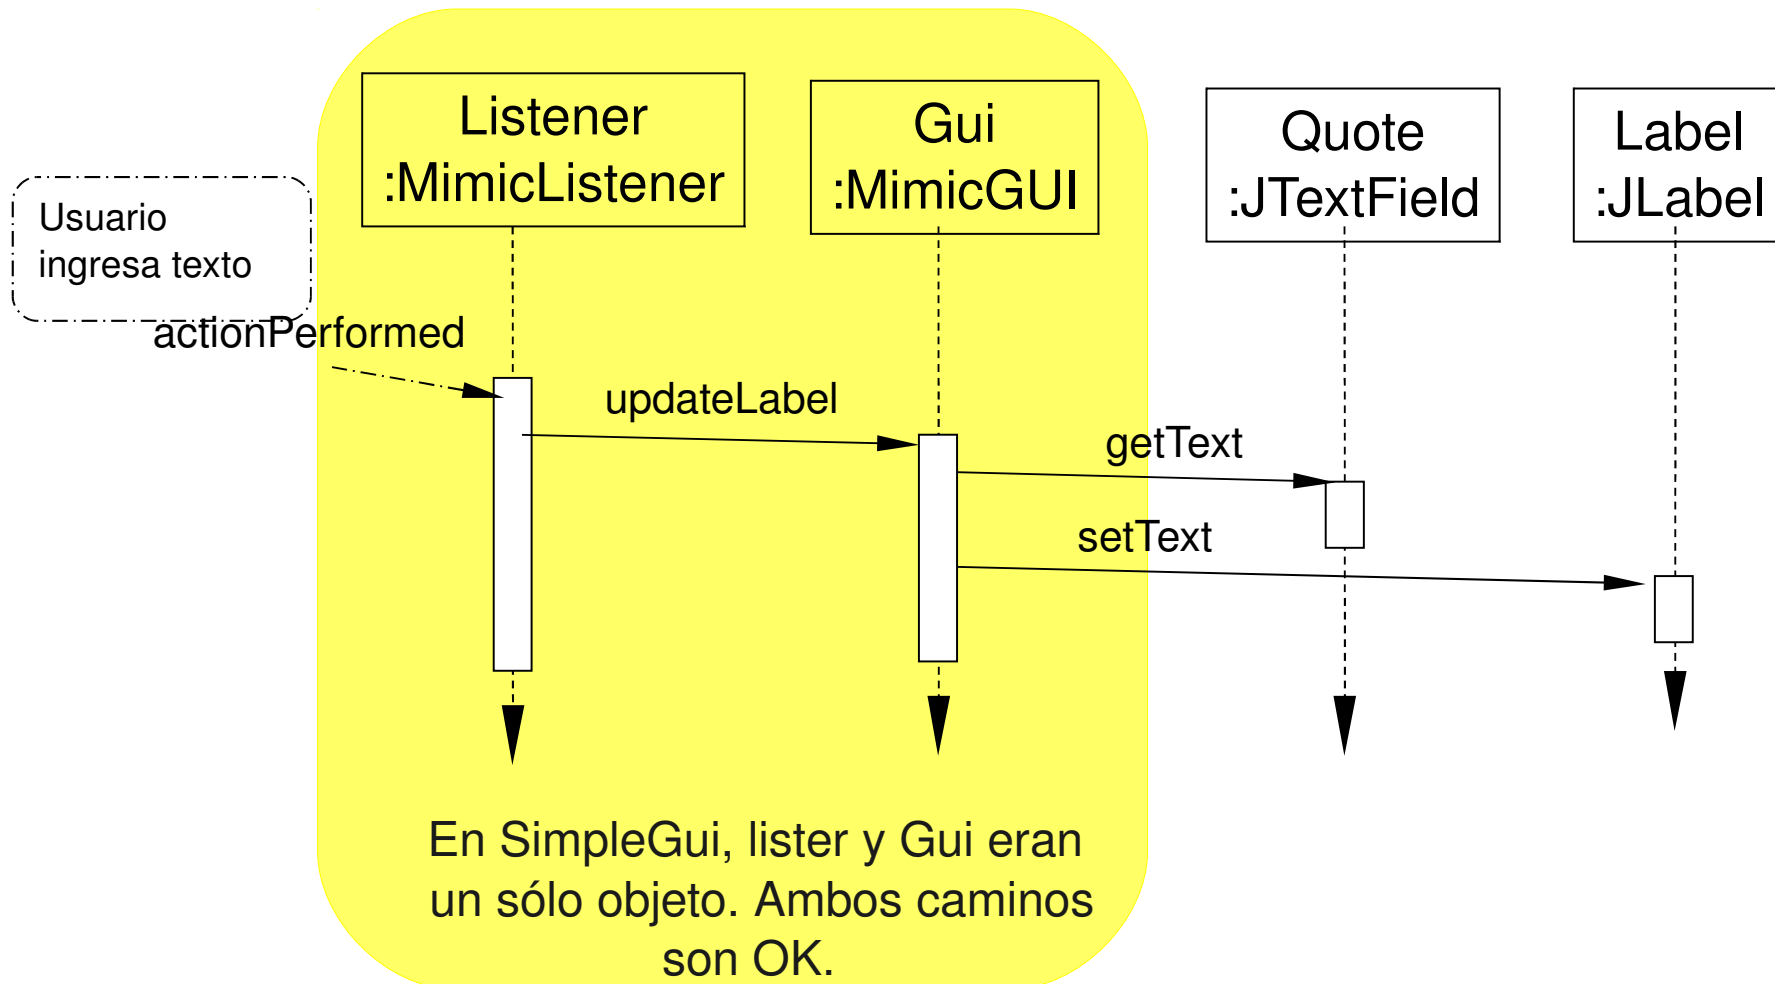 Listener
:MimicListener
Gui
:MimicGUI
Quote
:JTextField
Label
:JLabel
Usuario
ingresa texto
actionPerformed
updateLabel
getText
setText
En SimpleGui, lister y Gui eran
un sólo objeto. Ambos caminos
son OK.